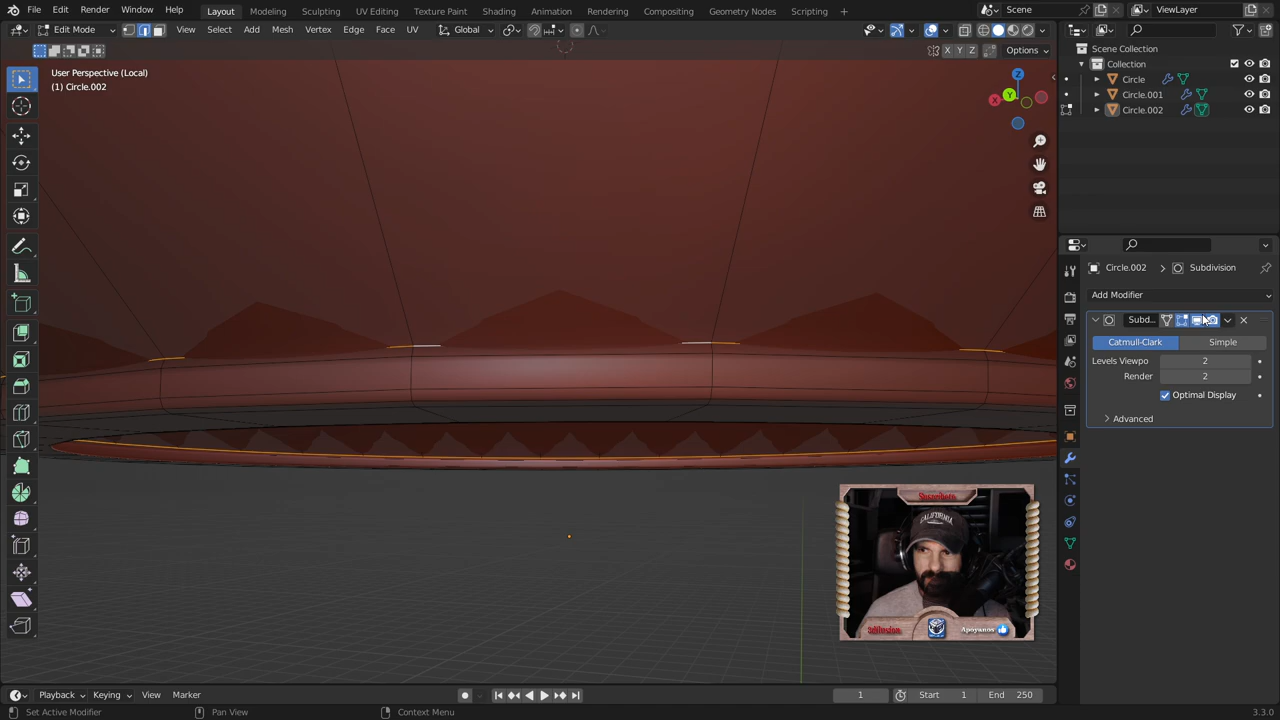 File Edit Render Window Help Layout Modeling Sculpting UV Editing Texture Paint Shading Animation Rendering Compositing Geometry Nodes Scripting + Scene ViewLayer
Edit Mode View Select Add Mesh Vertex Edge Face UV Global
X Y Z Options
User Perspective (Local)
(1) Circle.002
Z
Y
X
Scene Collection
Collection
Circle
Circle.001
Circle.002
Circle.002 Subdivision
Add Modifier
Subd...
Catmull-Clark Simple
Levels Viewpo 2
Render 2
Optimal Display
Advanced
CALIFORNIA
Apoyanos
Playback Keying View Marker 1 Start 1 End 250
Set Active Modifier Pan View Context Menu 3.3.0